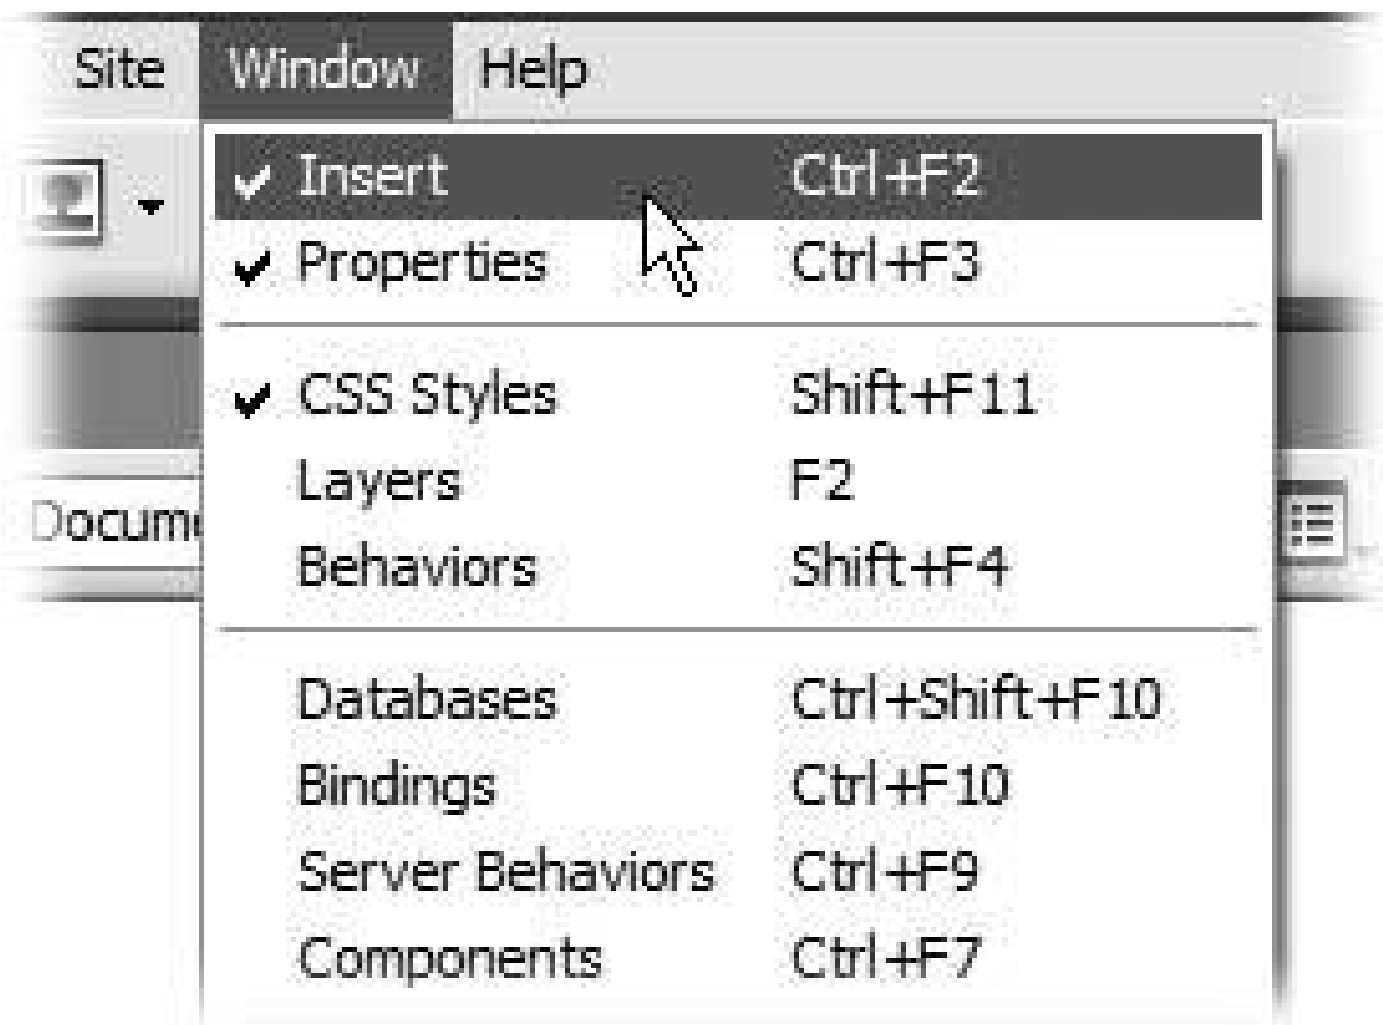 Site Window Help
Insert Ctrl+F2
Properties Ctrl+F3
CSS Styles Shift+F11
Layers F2
Docum
Behaviors Shift+F4
Databases Ctrl+Shift+F10
Bindings Ctrl+F10
Server Behaviors Ctrl+F9
Components Ctrl+F7